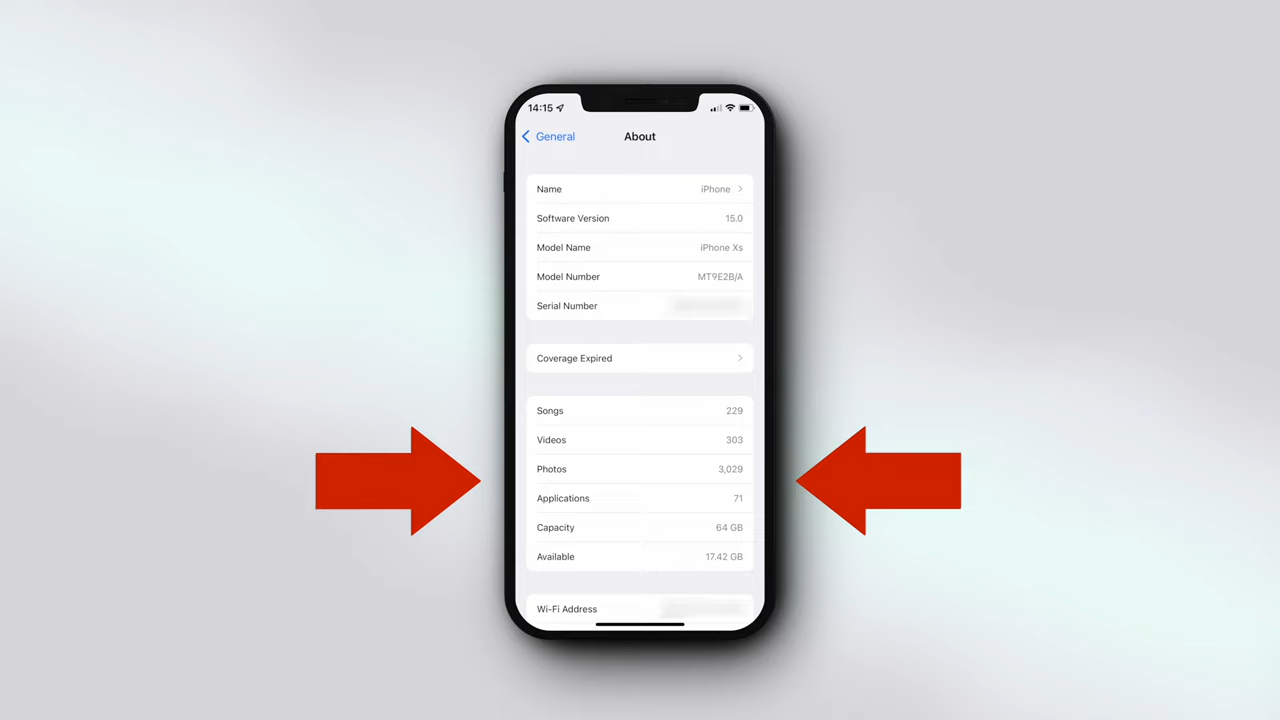 14:15
General
About
Name iPhone
Software Version 15.0
Model Name iPhone Xs
Model Number MT9E2B/A
Serial Number
Coverage Expired
Songs 229
Videos 303
Photos 3,029
Applications 71
Capacity 64 GB
Available 17.42 GB
Wi-Fi Address